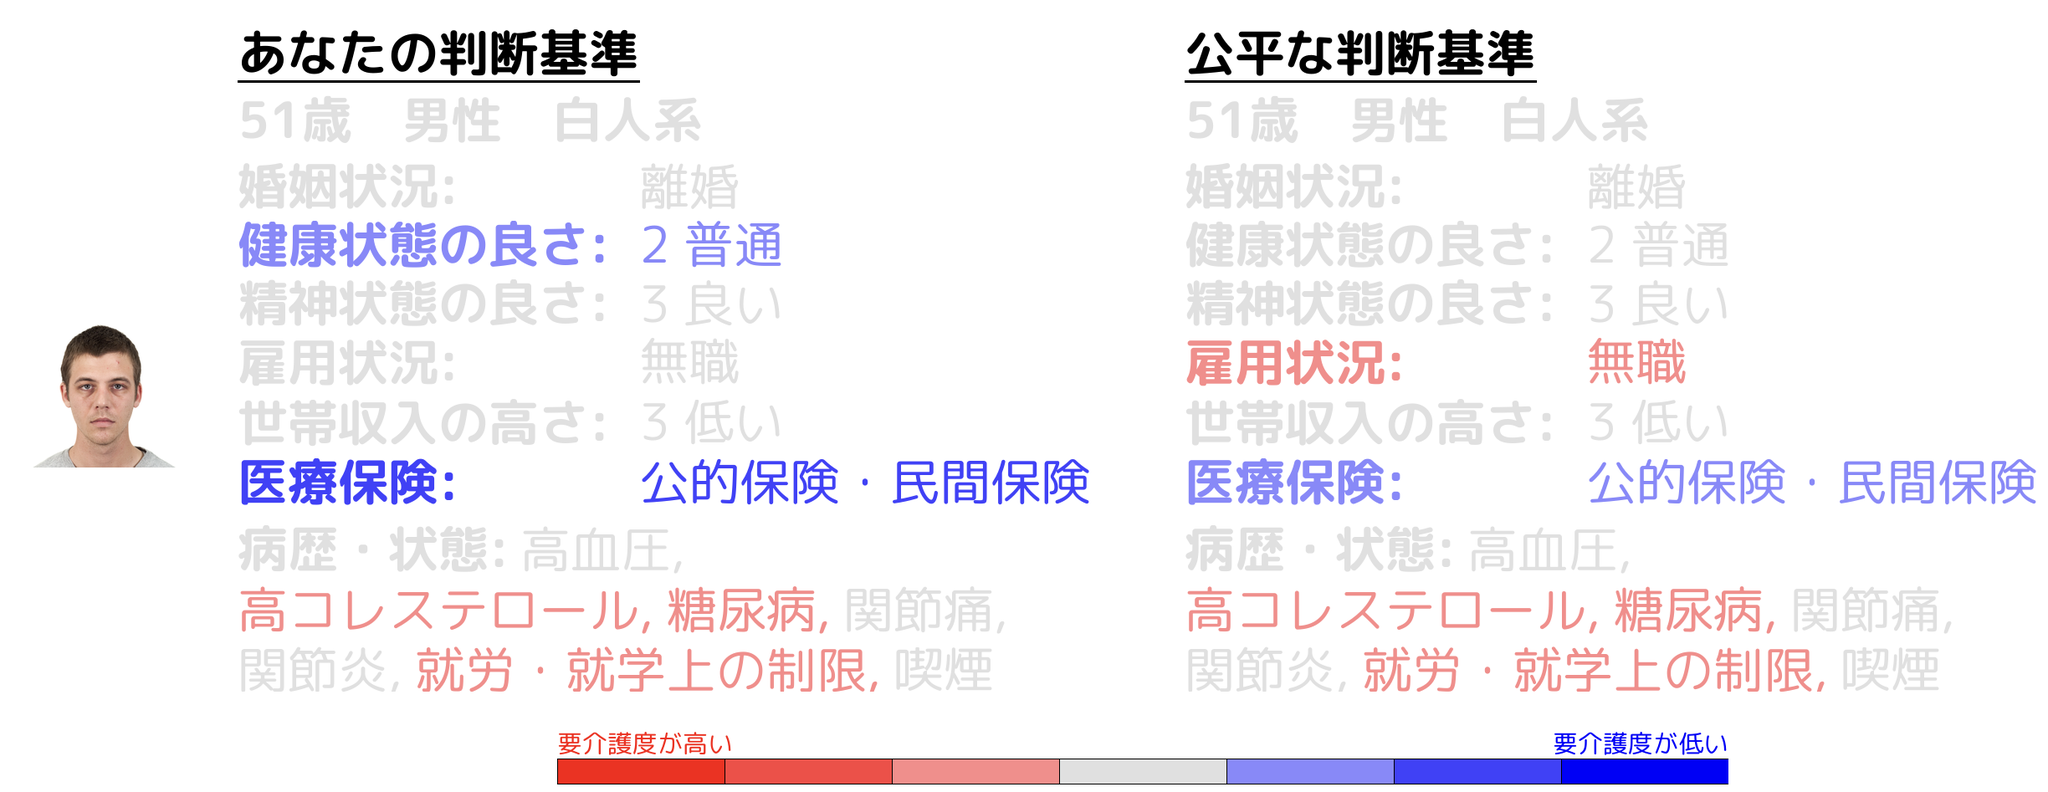 あなたの判断基準
51歳 男性 白人系
婚姻状況: 離婚
健康状態の良さ: 2 普通
精神状態の良さ: 3 良い
雇用状況: 無職
世帯収入の高さ: 3 低い
医療保険: 公的保険・民間保険
病歴・状態: 高血圧,
高コレステロール, 糖尿病, 関節痛,
関節炎, 就労・就学上の制限, 喫煙
公平な判断基準
51歳 男性 白人系
婚姻状況: 離婚
健康状態の良さ: 2 普通
精神状態の良さ: 3 良い
雇用状況: 無職
世帯収入の高さ: 3 低い
医療保険: 公的保険・民間保険
病歴・状態: 高血圧,
高コレステロール, 糖尿病, 関節痛,
関節炎, 就労・就学上の制限, 喫煙
要介護度が高い
要介護度が低い